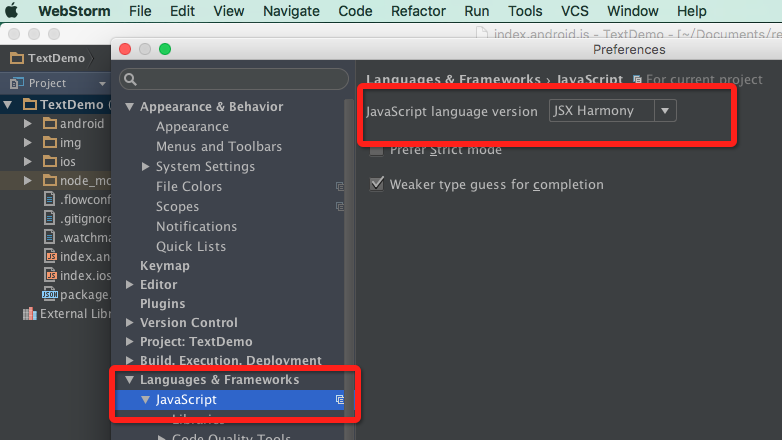 WebStorm File Edit View Navigate Code Refactor Run Tools VCS Window Help
index.android.js - TextDemo - [~/Documents/re
TextDemo
Preferences
Project
Languages & Frameworks › JavaScript For current project
TextDemo
Appearance & Behavior
JavaScript language version JSX Harmony
android
Appearance
img
Menus and Toolbars
Prefer Strict mode
ios
System Settings
node_mo
File Colors
Weaker type guess for completion
.flowconf
Scopes
.gitignore
Notifications
.watchma
Quick Lists
index.an
Keymap
index.ios
Editor
package.
Plugins
External Libr
Version Control
Project: TextDemo
Build, Execution, Deployment
Languages & Frameworks
JavaScript
Libraries
Code Quality Tools